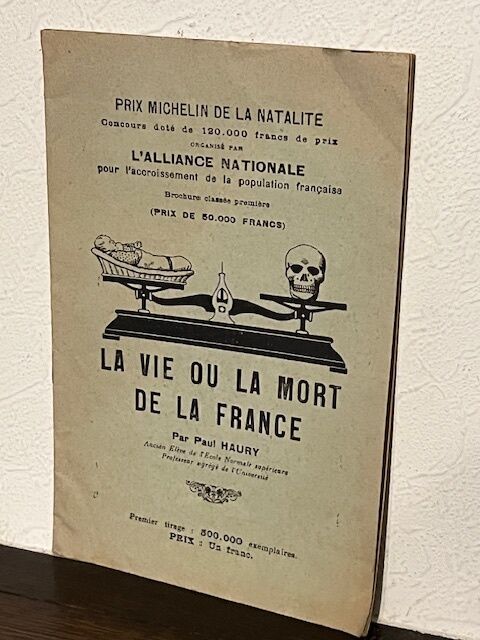 PRIX MICHELIN DE LA NATALITE
Concours doté de 120.000 francs de prix
ORGANISÉ PAR
L'ALLIANCE NATIONALE
pour l'accroissement de la population française
Brochure classée première
(PRIX DE 50.000 FRANCS)
LA VIE OU LA MORT
DE LA FRANCE
Par Paul HAURY
Ancien Elève de l'Ecole Normale supérieure
Professeur agrégé de l'Université
Premier tirage : 500.000 exemplaires.
PRIX : Un franc.